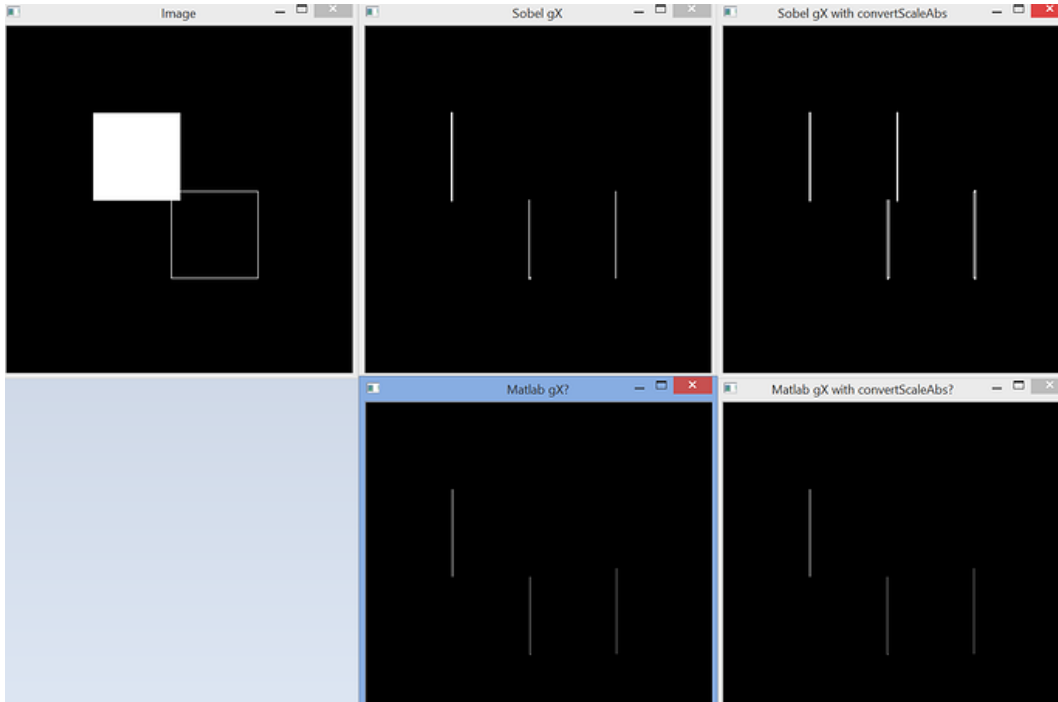 Image
Sobel gX
Sobel gX with convertScaleAbs
Matlab gX?
Matlab gX with convertScaleAbs?